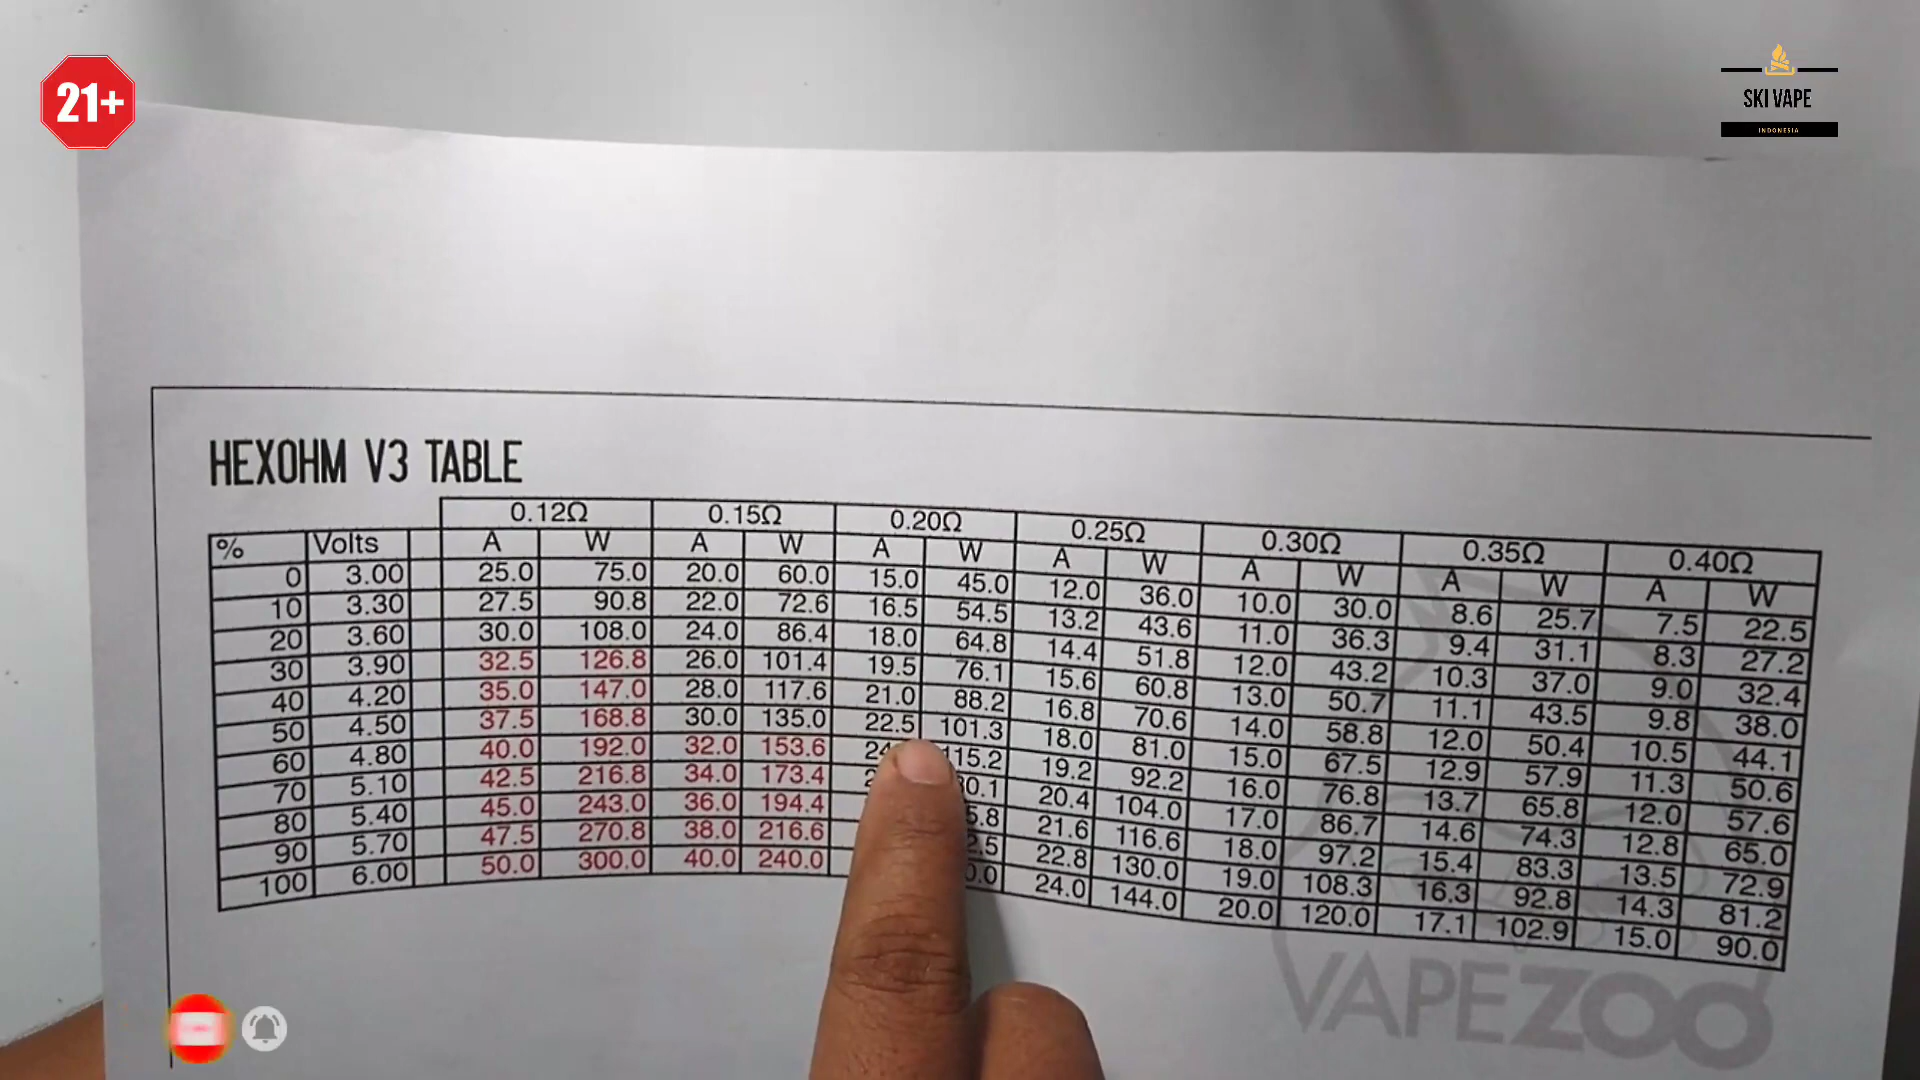 21+
SKI VAPE
INDONESIA
HEXOHM V3 TABLE
0.12Ω 0.15Ω 0.20Ω 0.25Ω 0.30Ω 0.35Ω 0.40Ω
% Volts A W A W A W A W A W A W A W
0 3.00 25.0 75.0 20.0 60.0 15.0 45.0 12.0 36.0 10.0 30.0 8.6 25.7 7.5 22.5
10 3.30 27.5 90.8 22.0 72.6 16.5 54.5 13.2 43.6 11.0 36.3 9.4 31.1 8.3 27.2
20 3.60 30.0 108.0 24.0 86.4 18.0 64.8 14.4 51.8 12.0 43.2 10.3 37.0 9.0 32.4
30 3.90 32.5 126.8 26.0 101.4 19.5 76.1 15.6 60.8 13.0 50.7 11.1 43.5 9.8 38.0
40 4.20 35.0 147.0 28.0 117.6 21.0 88.2 16.8 70.6 14.0 58.8 12.0 50.4 10.5 44.1
50 4.50 37.5 168.8 30.0 135.0 22.5 101.3 18.0 81.0 15.0 67.5 12.9 57.9 11.3 50.6
60 4.80 40.0 192.0 32.0 153.6 115.2 19.2 92.2 16.0 76.8 13.7 65.8 12.0 57.6
70 5.10 42.5 216.8 34.0 173.4 20.4 104.0 17.0 86.7 14.6 74.3 12.8 65.0
80 5.40 45.0 243.0 36.0 194.4 21.6 116.6 18.0 97.2 15.4 83.3 13.5 72.9
90 5.70 47.5 270.8 38.0 216.6 22.8 130.0 19.0 108.3 16.3 92.8 14.3 81.2
100 6.00 50.0 300.0 40.0 240.0 24.0 144.0 20.0 120.0 17.1 102.9 15.0 90.0
VAPEZOO